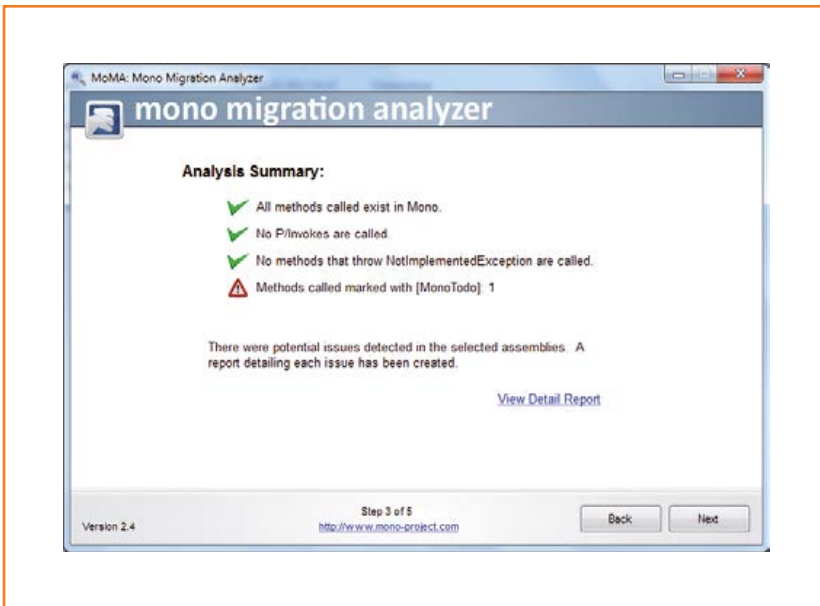 MoMA: Mono Migration Analyzer
mono migration analyzer
Analysis Summary:
All methods called exist in Mono.
No P/Invokes are called.
No methods that throw NotImplementedException are called.
Methods called marked with [MonoTodo]: 1
There were potential issues detected in the selected assemblies. A
report detailing each issue has been created.
View Detail Report
Version 2.4
Step 3 of 5
http://www.mono-project.com
Back
Next